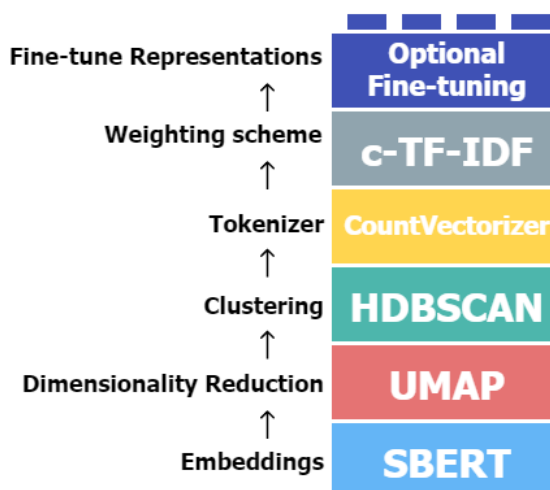 Fine-tune Representations
Optional
Fine-tuning
Weighting scheme
c-TF-IDF
Tokenizer
CountVectorizer
Clustering
HDBSCAN
Dimensionality Reduction
UMAP
Embeddings
SBERT